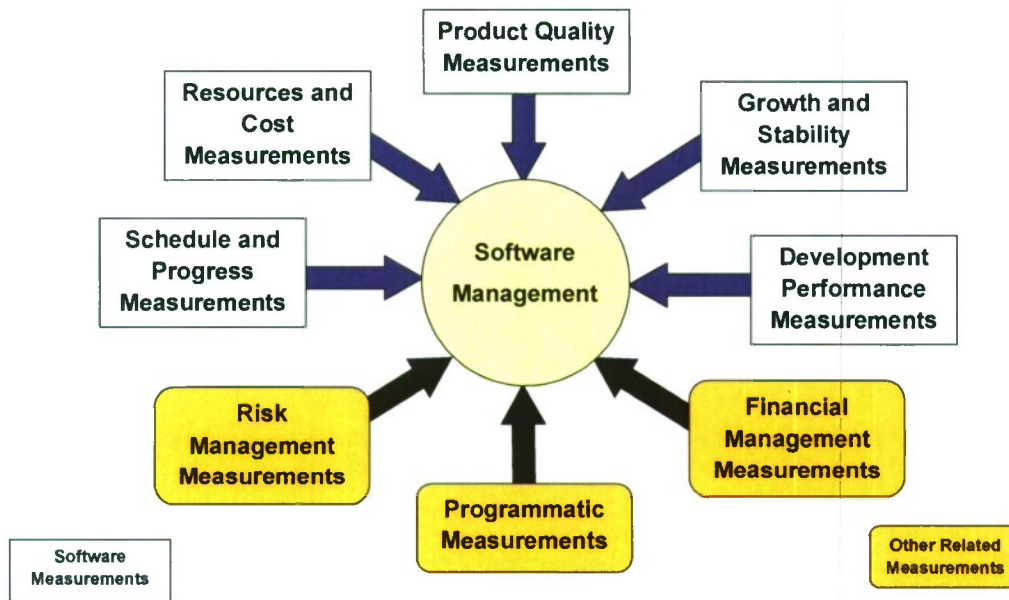 Product Quality
Measurements
Resources and
Cost
Measurements
Growth and
Stability
Measurements
Schedule and
Progress
Measurements
Software
Management
Development
Performance
Measurements
Risk
Management
Measurements
Programmatic
Measurements
Financial
Management
Measurements
Software
Measurements
Other Related
Measurements